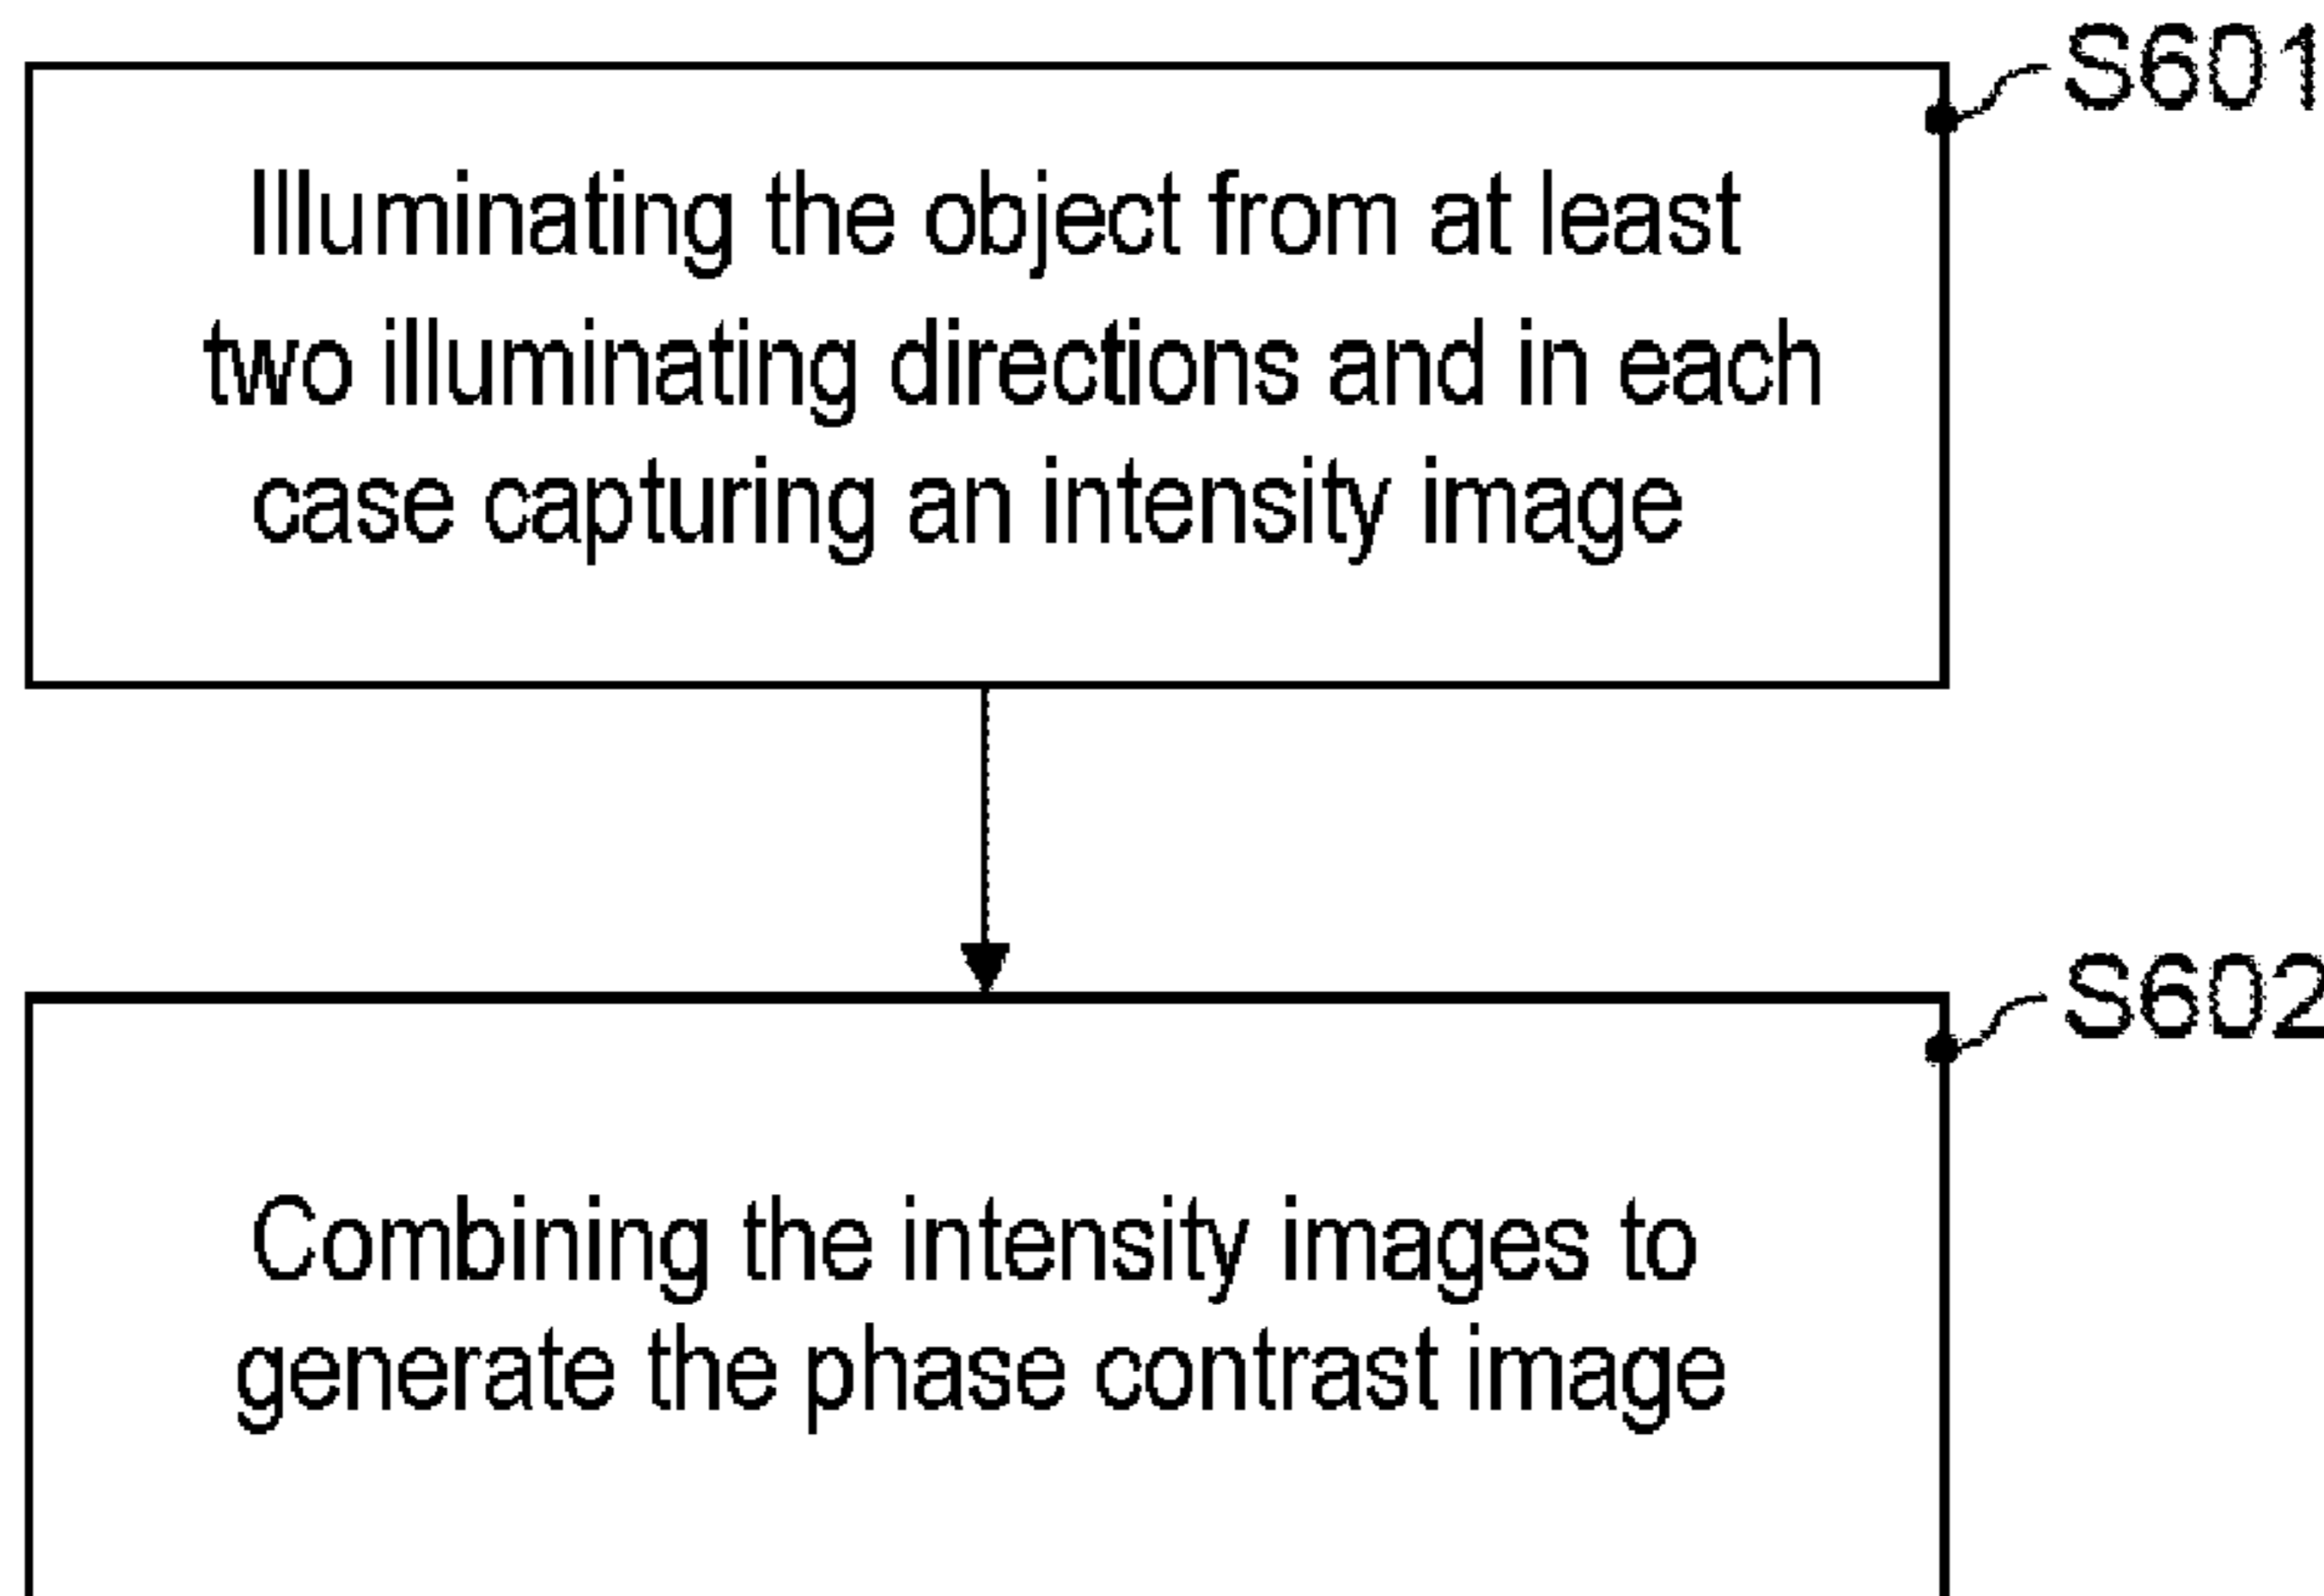 S601
Illuminating the object from at least
two illuminating directions and in each
case capturing an intensity image
S602
Combining the intensity images to
generate the phase contrast image